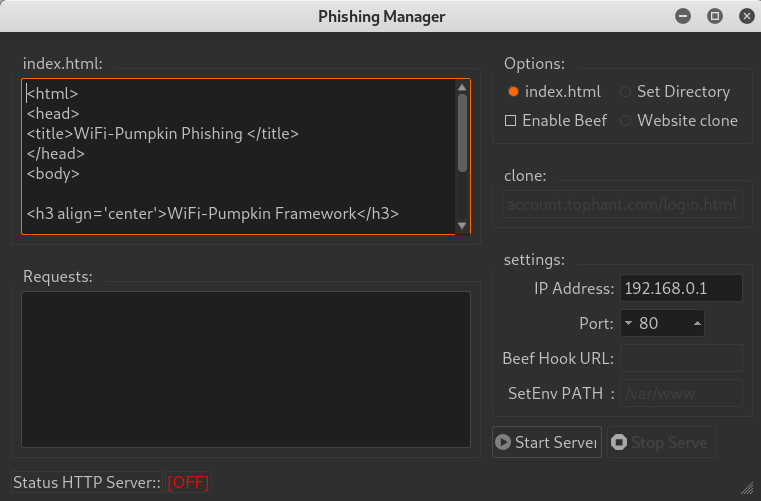 Phishing Manager
index.html:
<html>
<head>
<title>WiFi-Pumpkin Phishing </title>
</head>
<body>
<h3 align='center'>WiFi-Pumpkin Framework</h3>
Requests:
Status HTTP Server:: [OFF]
Options:
index.html Set Directory
Enable Beef Website clone
clone:
account.tophant.com/login.html
settings:
IP Address: 192.168.0.1
Port: 80
Beef Hook URL:
SetEnv PATH : /var/www
Start Server Stop Serve